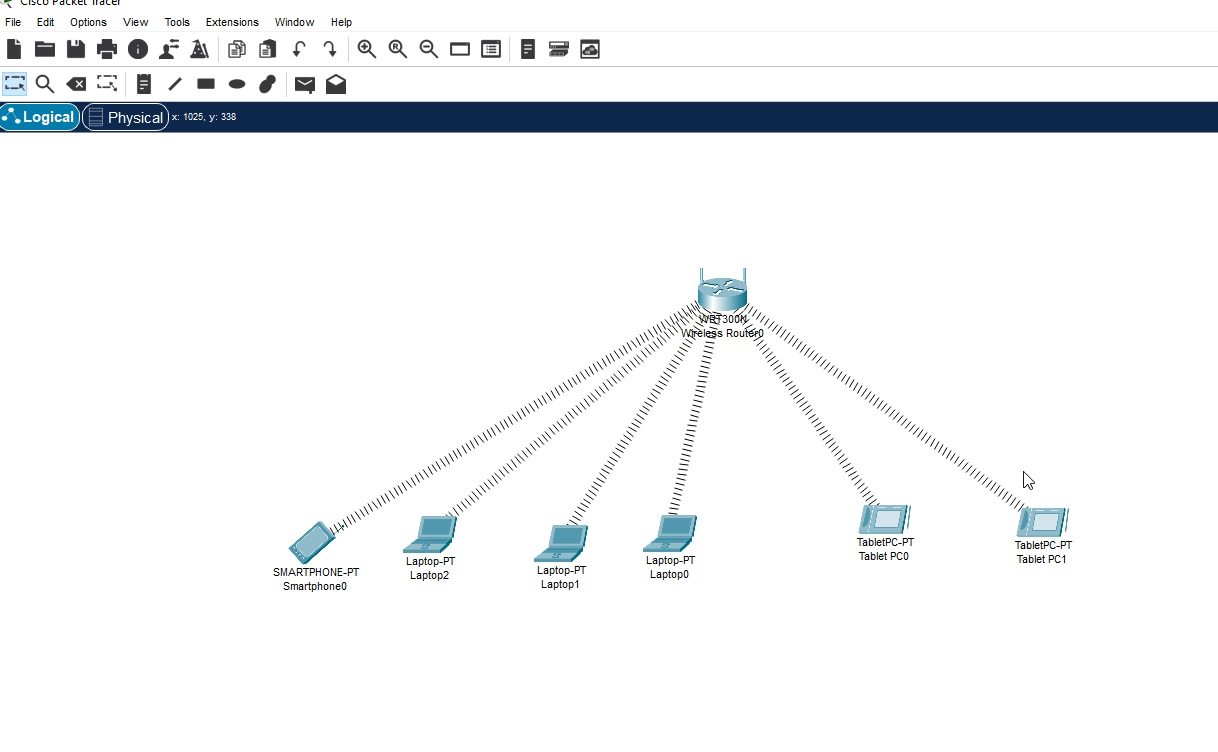 Cisco Packet Tracer
File Edit Options View Tools Extensions Window Help
Logical Physical x: 1025, y: 338
WRT300N
Wireless Router0
SMARTPHONE-PT
Smartphone0
Laptop-PT
Laptop2
Laptop-PT
Laptop1
Laptop-PT
Laptop0
TabletPC-PT
Tablet PC0
TabletPC-PT
Tablet PC1